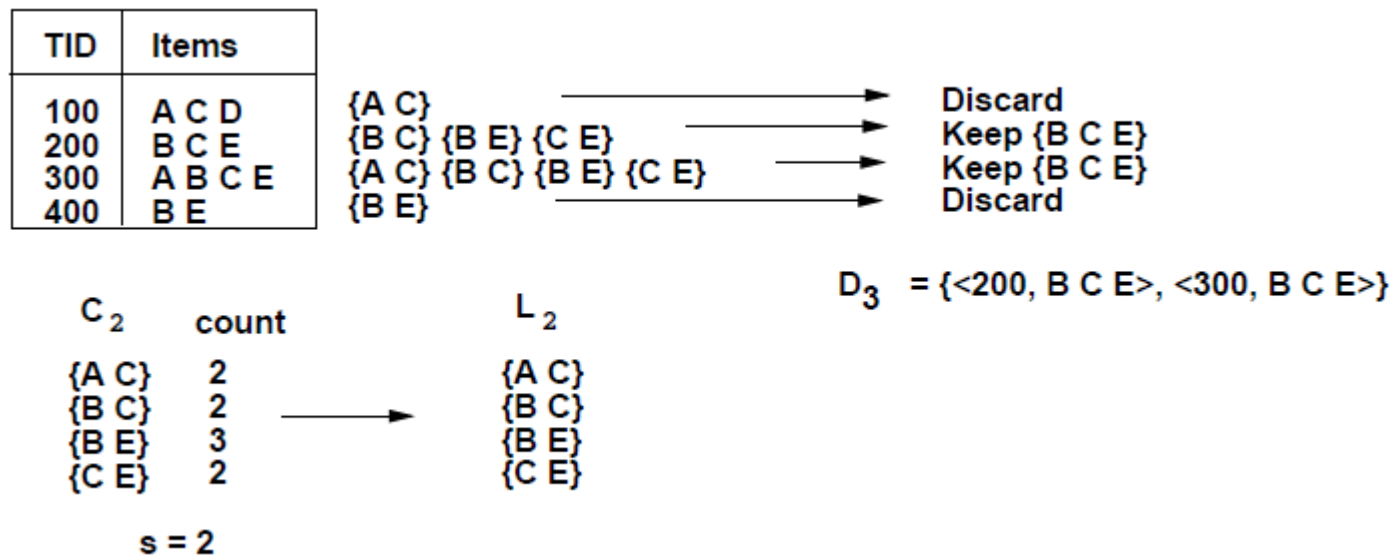 TID Items
100 A C D {A C} Discard
200 B C E {B C} {B E} {C E} Keep {B C E}
300 A B C E {A C} {B C} {B E} {C E} Keep {B C E}
400 B E {B E} Discard
D3 = {<200, B C E>, <300, B C E>}
C2 count L2
{A C} 2 {A C}
{B C} 2 {B C}
{B E} 3 {B E}
{C E} 2 {C E}
s = 2